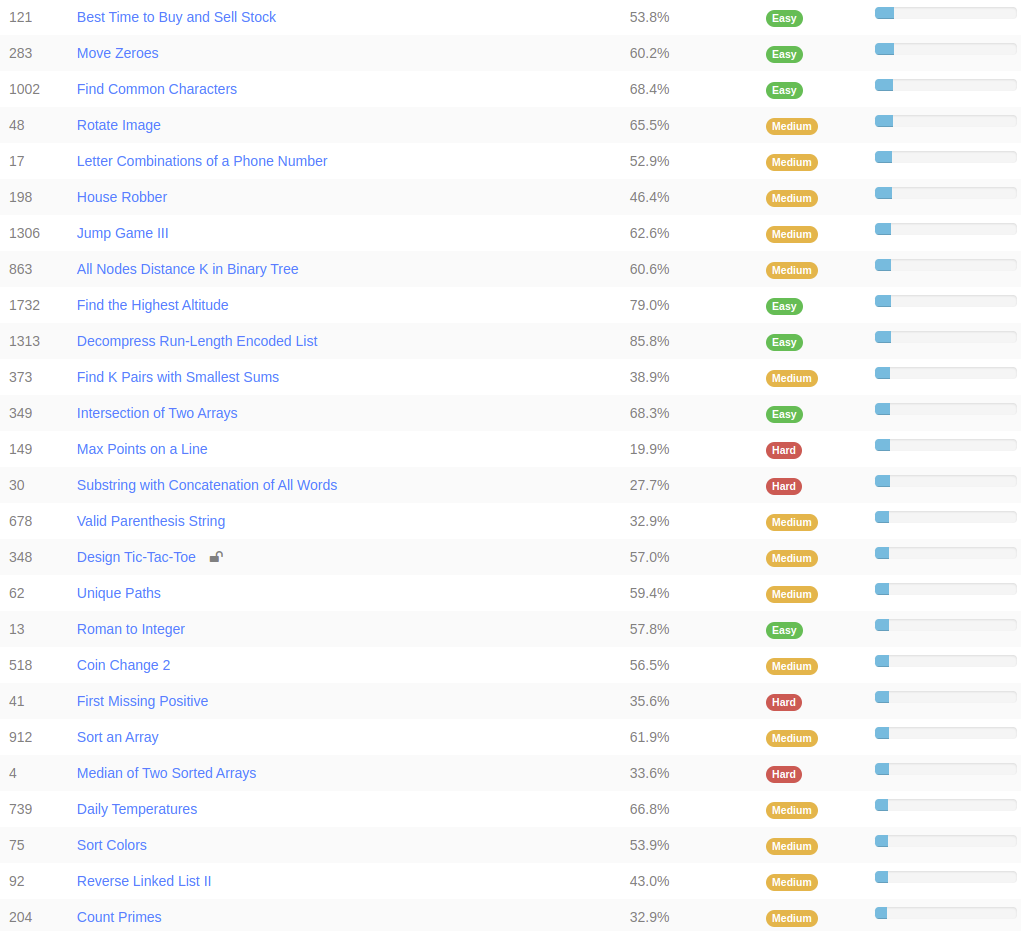 121 Best Time to Buy and Sell Stock 53.8% Easy
283 Move Zeroes 60.2% Easy
1002 Find Common Characters 68.4% Easy
48 Rotate Image 65.5% Medium
17 Letter Combinations of a Phone Number 52.9% Medium
198 House Robber 46.4% Medium
1306 Jump Game III 62.6% Medium
863 All Nodes Distance K in Binary Tree 60.6% Medium
1732 Find the Highest Altitude 79.0% Easy
1313 Decompress Run-Length Encoded List 85.8% Easy
373 Find K Pairs with Smallest Sums 38.9% Medium
349 Intersection of Two Arrays 68.3% Easy
149 Max Points on a Line 19.9% Hard
30 Substring with Concatenation of All Words 27.7% Hard
678 Valid Parenthesis String 32.9% Medium
348 Design Tic-Tac-Toe 57.0% Medium
62 Unique Paths 59.4% Medium
13 Roman to Integer 57.8% Easy
518 Coin Change 2 56.5% Medium
41 First Missing Positive 35.6% Hard
912 Sort an Array 61.9% Medium
4 Median of Two Sorted Arrays 33.6% Hard
739 Daily Temperatures 66.8% Medium
75 Sort Colors 53.9% Medium
92 Reverse Linked List II 43.0% Medium
204 Count Primes 32.9% Medium